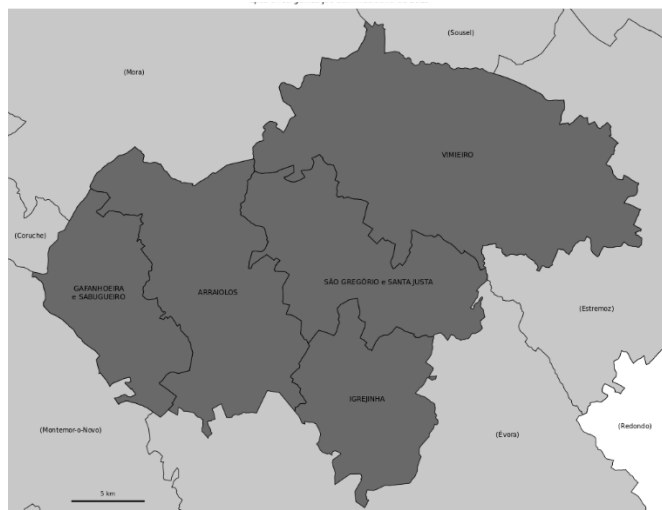 (Sousel)
(Mora)
VIMIEIRO
(Coruche)
GAFANHOEIRA
e SABUGUEIRO
ARRAIOLOS
SÃO GREGÓRIO e SANTA JUSTA
(Estremoz)
IGREJINHA
(Montemor-o-Novo)
(Évora)
(Redondo)
5 km